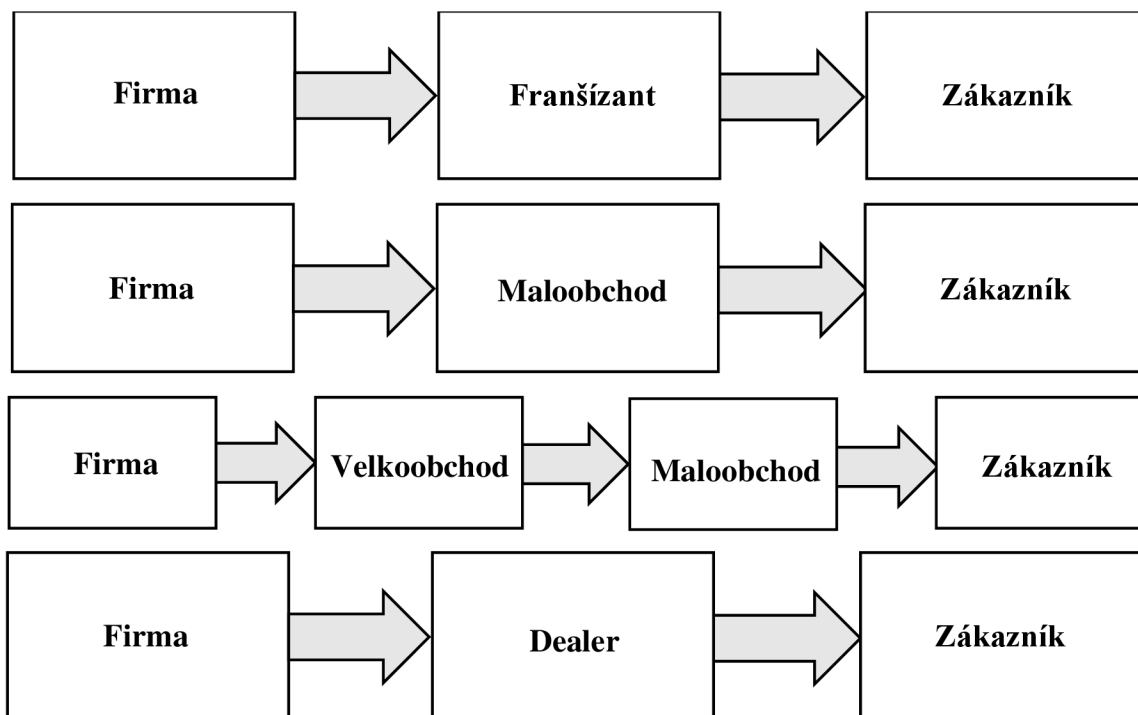 Firma Franšízant Zákazník
Firma Maloobchod Zákazník
Firma Velkoobchod Maloobchod Zákazník
Firma Dealer Zákazník